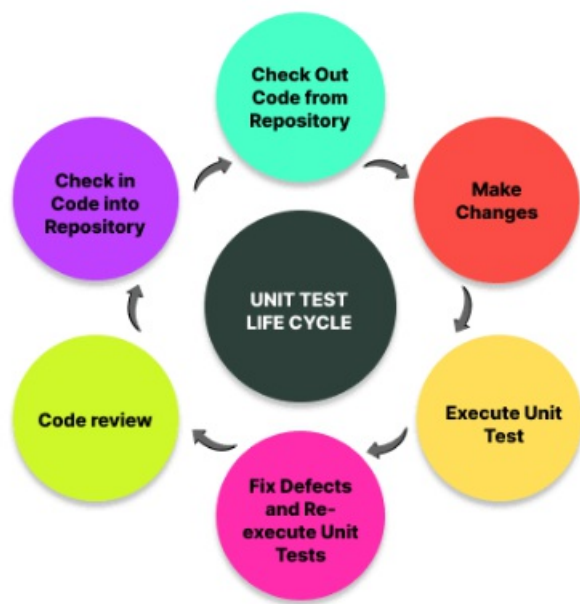 Check Out
Code from
Repository
Make
Changes
Execute Unit
Test
Fix Defects
and Re-
execute Unit
Tests
Code review
Check in
Code into
Repository
UNIT TEST
LIFE CYCLE